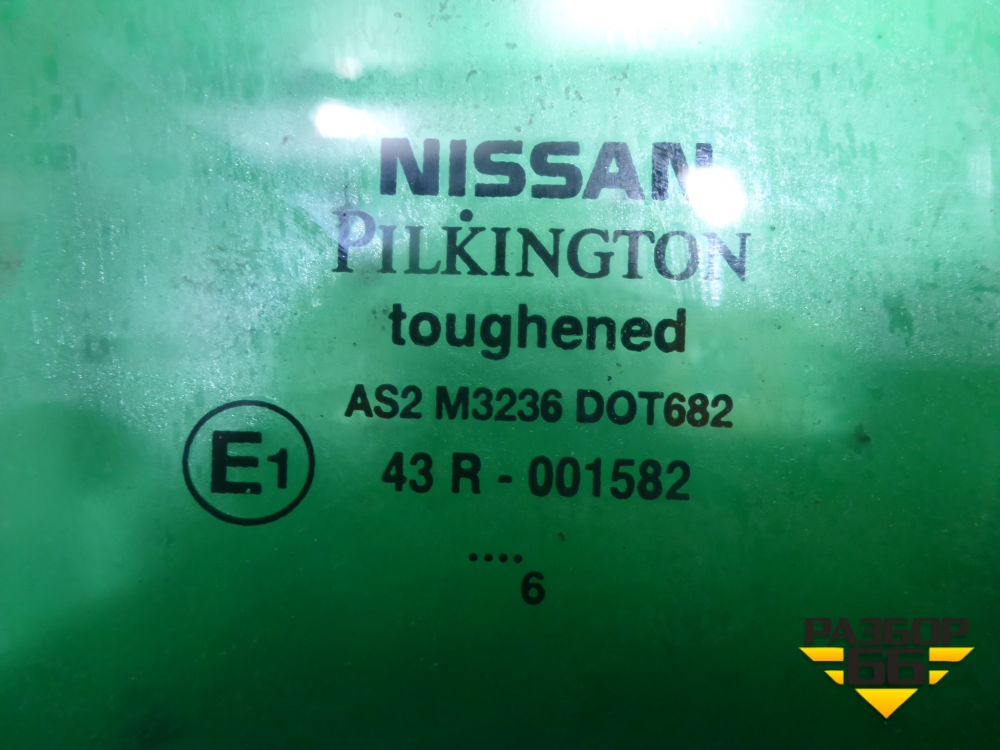 NISSAN
PILKINGTON
toughened
AS2 M3236 DOT682
E1
43 R - 001582
....
6
РАЗБОР
66